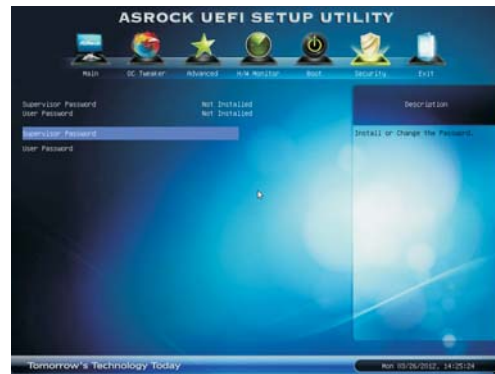 ASROCK UEFI SETUP UTILITY
Main OC Tweaker Advanced H/W Monitor Boot Security Exit
Supervisor Password Not Installed
User Password Not Installed
Supervisor Password
User Password
Description
Install or Change the Password.
Tomorrow's Technology Today
Mon 03/26/2012, 14:25:24